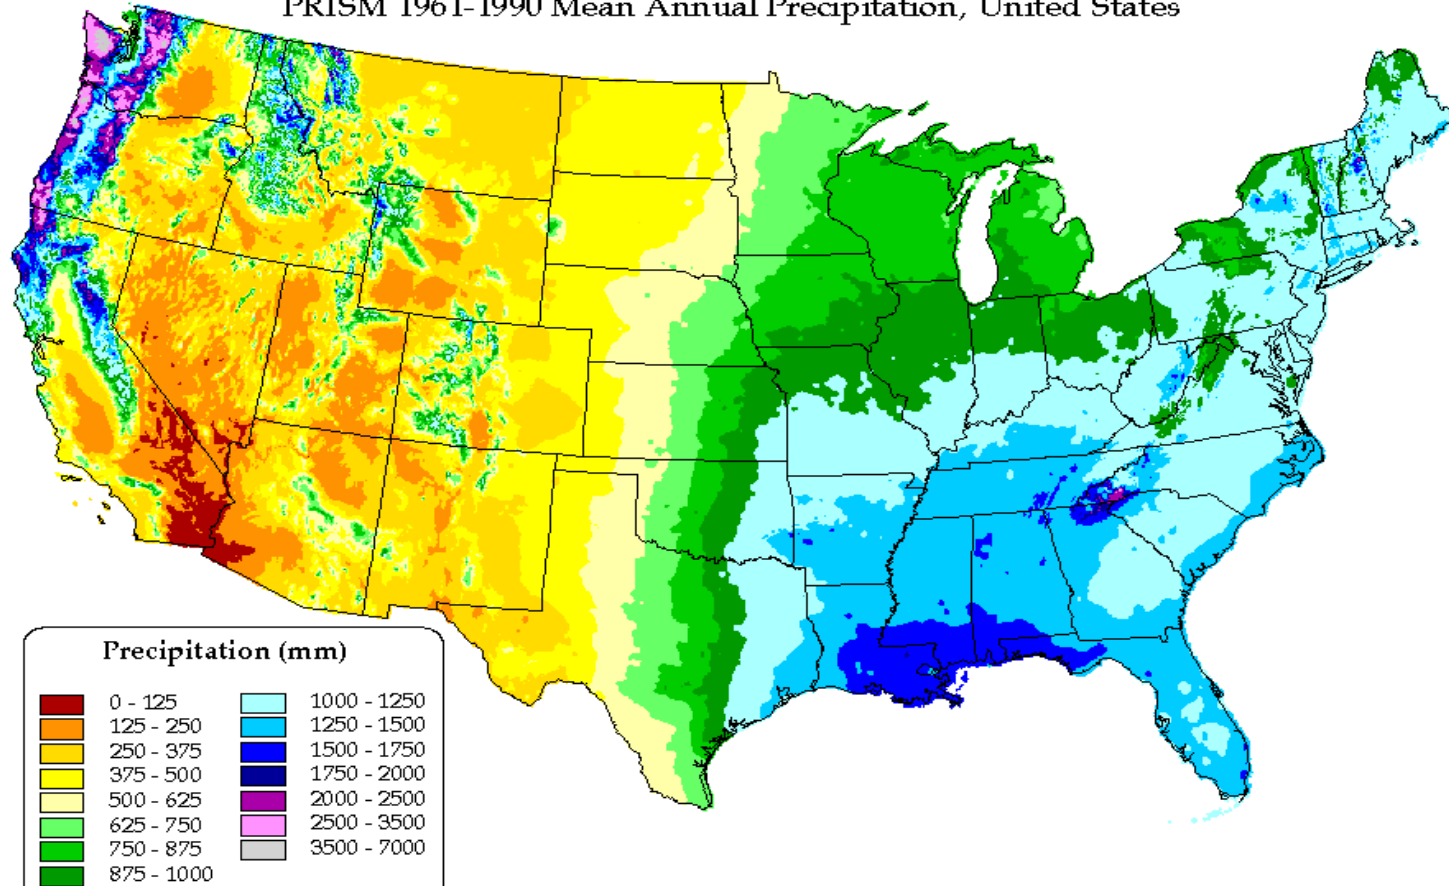 PRISM 1961-1990 Mean Annual Precipitation, United States
Precipitation (mm)
0 - 125
125 - 250
250 - 375
375 - 500
500 - 625
625 - 750
750 - 875
875 - 1000
1000 - 1250
1250 - 1500
1500 - 1750
1750 - 2000
2000 - 2500
2500 - 3500
3500 - 7000